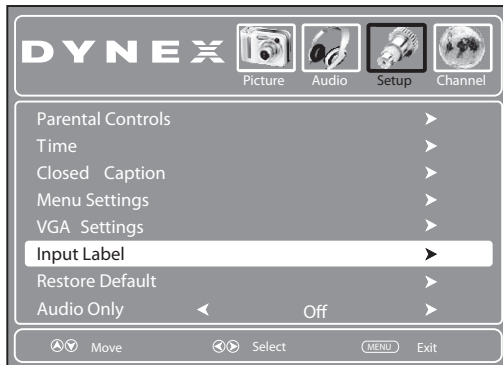 DYNEX
Picture Audio Setup Channel
Parental Controls
Time
Closed Caption
Menu Settings
VGA Settings
Input Label
Restore Default
Audio Only Off
Move Select MENU Exit